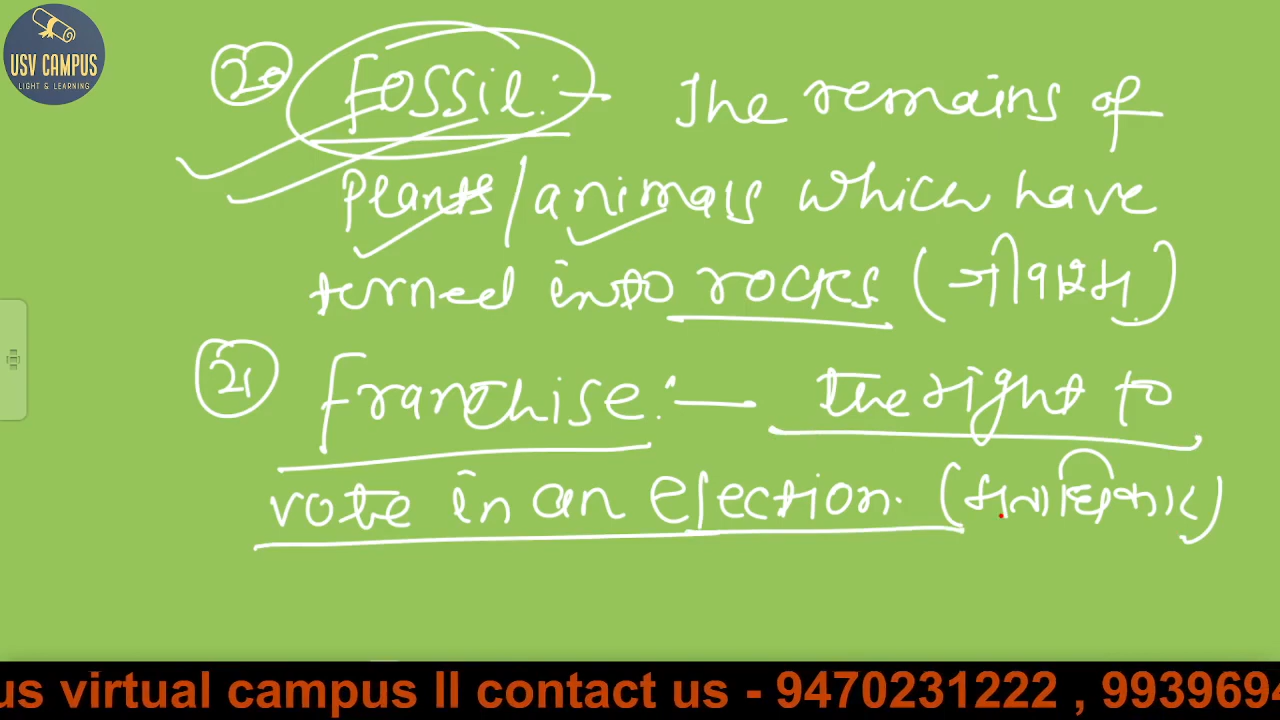 USV CAMPUS
LIGHT & LEARNING
20 Fossil :- The remains of
plants/animals which have
turned into rocks (जीवाश्म)
21 Franchise :- the right to
vote in an election. (मताधिकार)
us virtual campus II contact us - 9470231222 , 9939694